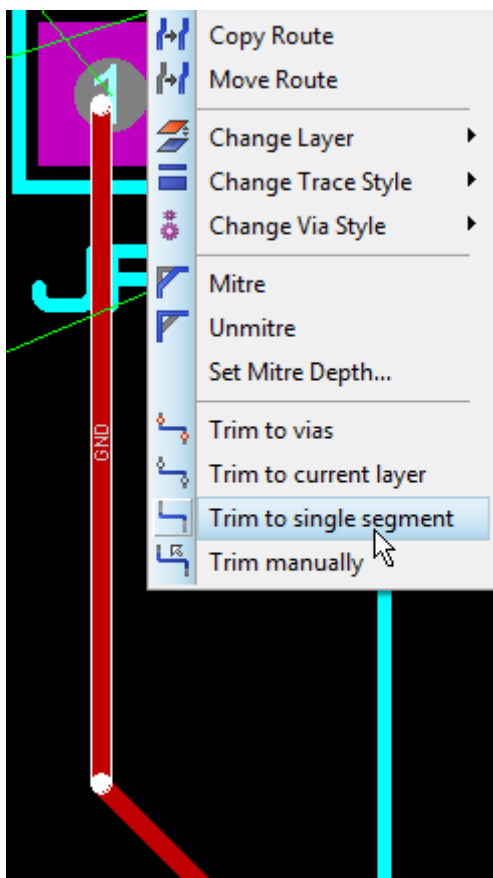 1
Copy Route
Move Route
Change Layer
Change Trace Style
Change Via Style
Mitre
Unmitre
Set Mitre Depth...
GND
Trim to vias
Trim to current layer
Trim to single segment
Trim manually